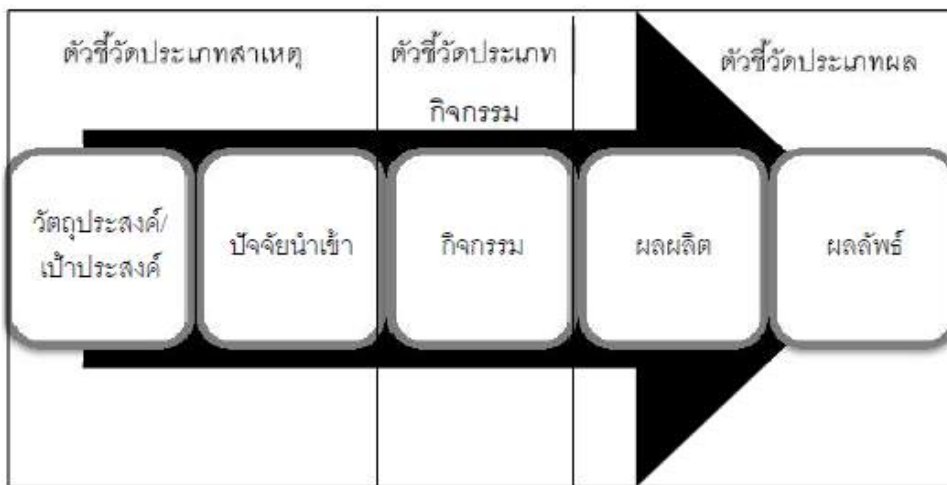 ตัวชี้วัดประเภทสาเหตุ
ตัวชี้วัดประเภท
กิจกรรม
ตัวชี้วัดประเภทผล
วัตถุประสงค์/
เป้าประสงค์
ปัจจัยนำเข้า
กิจกรรม
ผลผลิต
ผลลัพธ์